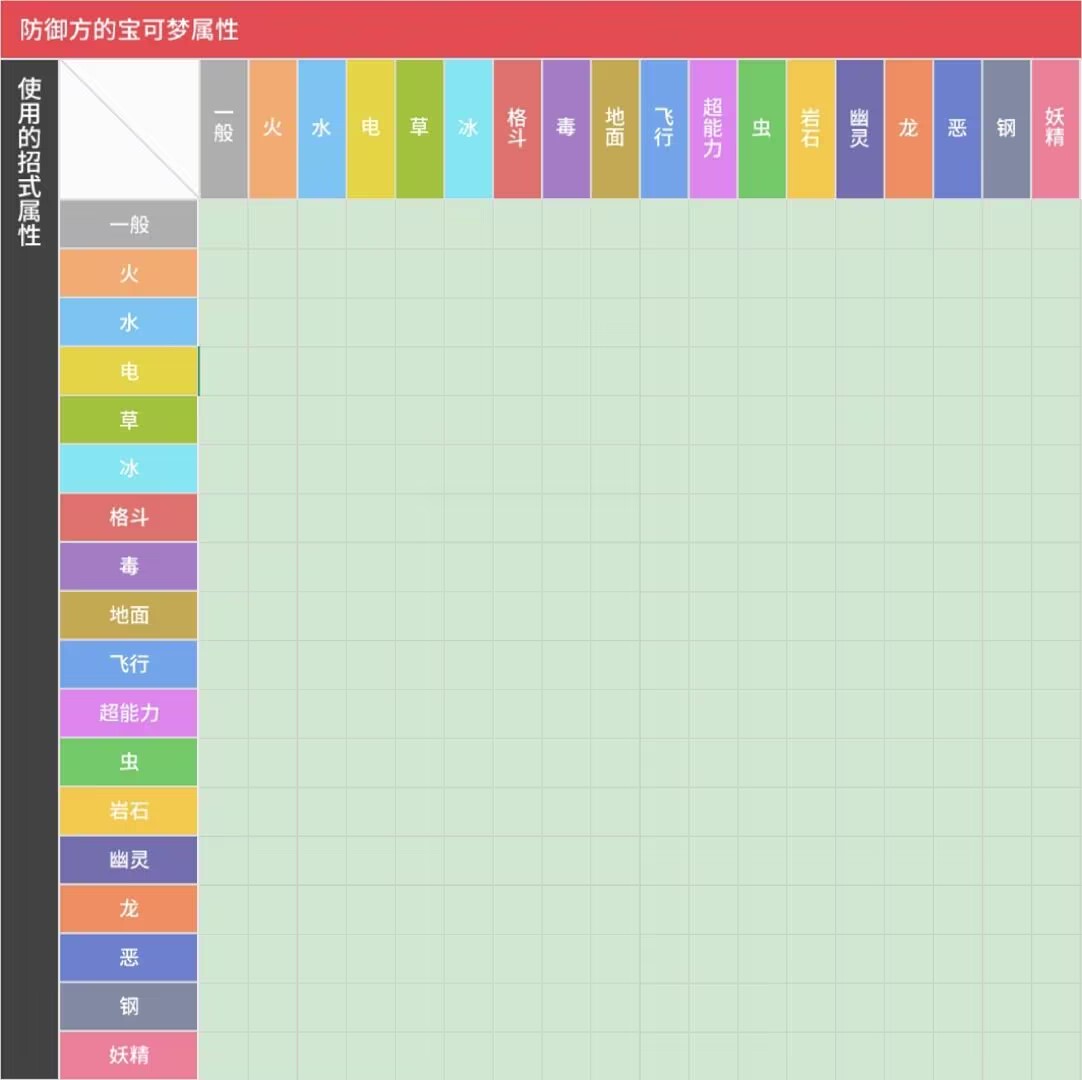 防御方的宝可梦属性
使用的招式属性
一般
火
水
电
草
冰
格斗
毒
地面
飞行
超能力
虫
岩石
幽灵
龙
恶
钢
妖精
一般
火
水
电
草
冰
格斗
毒
地面
飞行
超能力
虫
岩石
幽灵
龙
恶
钢
妖精